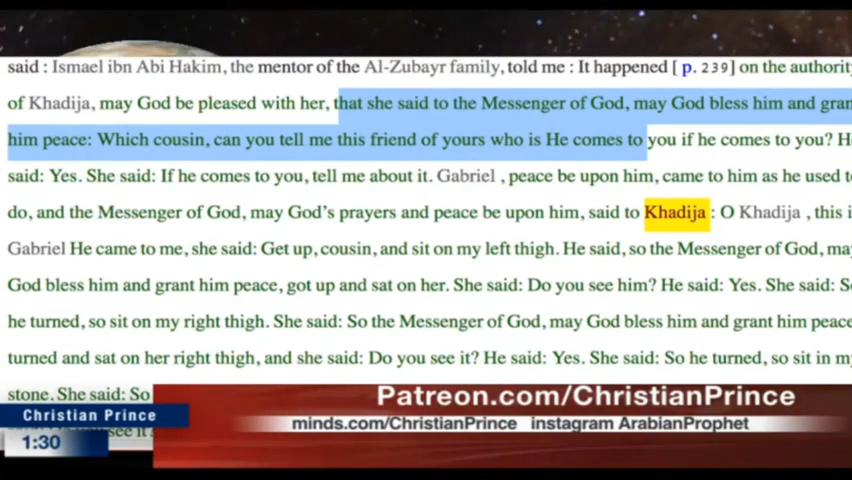 said : Ismael ibn Abi Hakim, the mentor of the Al-Zubayr family, told me : It happened [ p. 239] on the authority
of Khadija, may God be pleased with her, that she said to the Messenger of God, may God bless him and gran
him peace: Which cousin, can you tell me this friend of yours who is He comes to you if he comes to you? H
said: Yes. She said: If he comes to you, tell me about it. Gabriel , peace be upon him, came to him as he used t
do, and the Messenger of God, may God's prayers and peace be upon him, said to Khadija : O Khadija , this i
Gabriel He came to me, she said: Get up, cousin, and sit on my left thigh. He said, so the Messenger of God, may
God bless him and grant him peace, got up and sat on her. She said: Do you see him? He said: Yes. She said: S
he turned, so sit on my right thigh. She said: So the Messenger of God, may God bless him and grant him peace
turned and sat on her right thigh, and she said: Do you see it? He said: Yes. She said: So he turned, so sit in my
stone. She said: So
Patreon.com/ChristianPrince
Christian Prince
minds.com/ChristianPrince instagram ArabianProphet
1:30
see it?